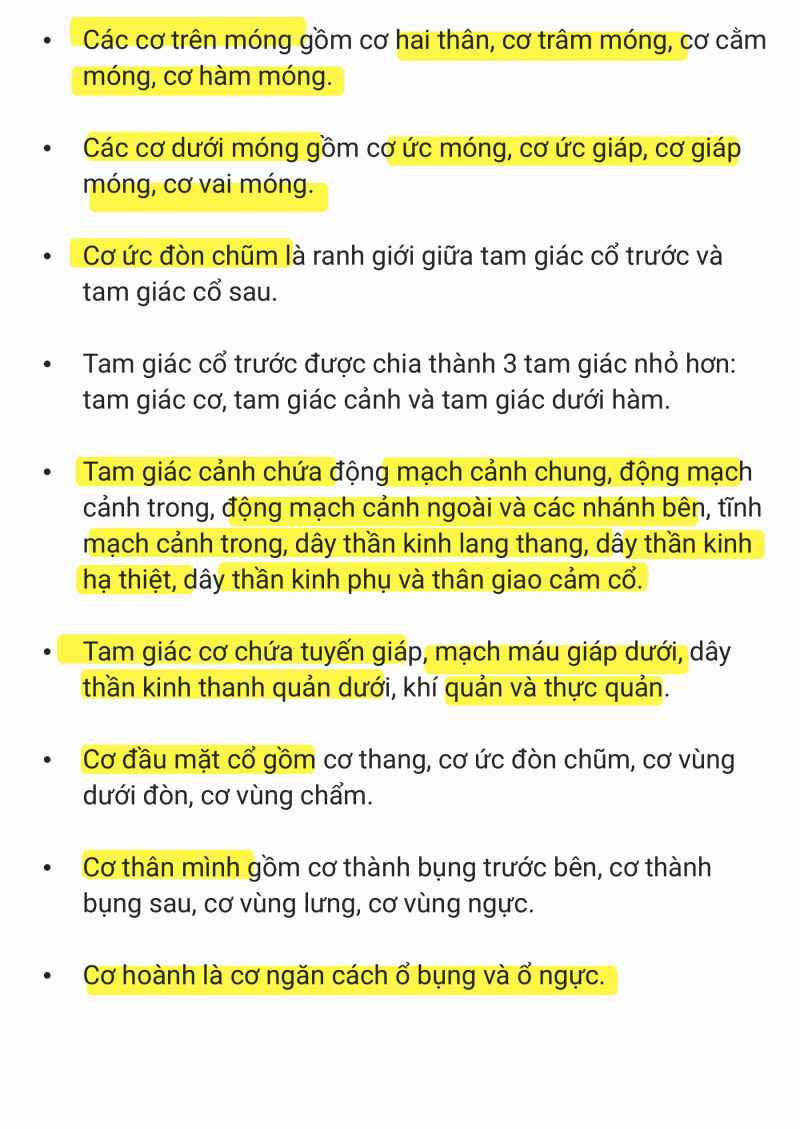 • Các cơ trên móng gồm cơ hai thân, cơ trâm móng, cơ cằm
móng, cơ hàm móng.
• Các cơ dưới móng gồm cơ ức móng, cơ ức giáp, cơ giáp
móng, cơ vai móng.
• Cơ ức đòn chũm là ranh giới giữa tam giác cổ trước và
tam giác cổ sau.
• Tam giác cổ trước được chia thành 3 tam giác nhỏ hơn:
tam giác cơ, tam giác cảnh và tam giác dưới hàm.
• Tam giác cảnh chứa động mạch cảnh chung, động mạch
cảnh trong, động mạch cảnh ngoài và các nhánh bên, tĩnh
mạch cảnh trong, dây thần kinh lang thang, dây thần kinh
hạ thiệt, dây thần kinh phụ và thân giao cảm cổ.
• Tam giác cơ chứa tuyến giáp, mạch máu giáp dưới, dây
thần kinh thanh quản dưới, khí quản và thực quản.
• Cơ đầu mặt cổ gồm cơ thang, cơ ức đòn chũm, cơ vùng
dưới đòn, cơ vùng chẩm.
• Cơ thân mình gồm cơ thành bụng trước bên, cơ thành
bụng sau, cơ vùng lưng, cơ vùng ngực.
• Cơ hoành là cơ ngăn cách ổ bụng và ổ ngực.